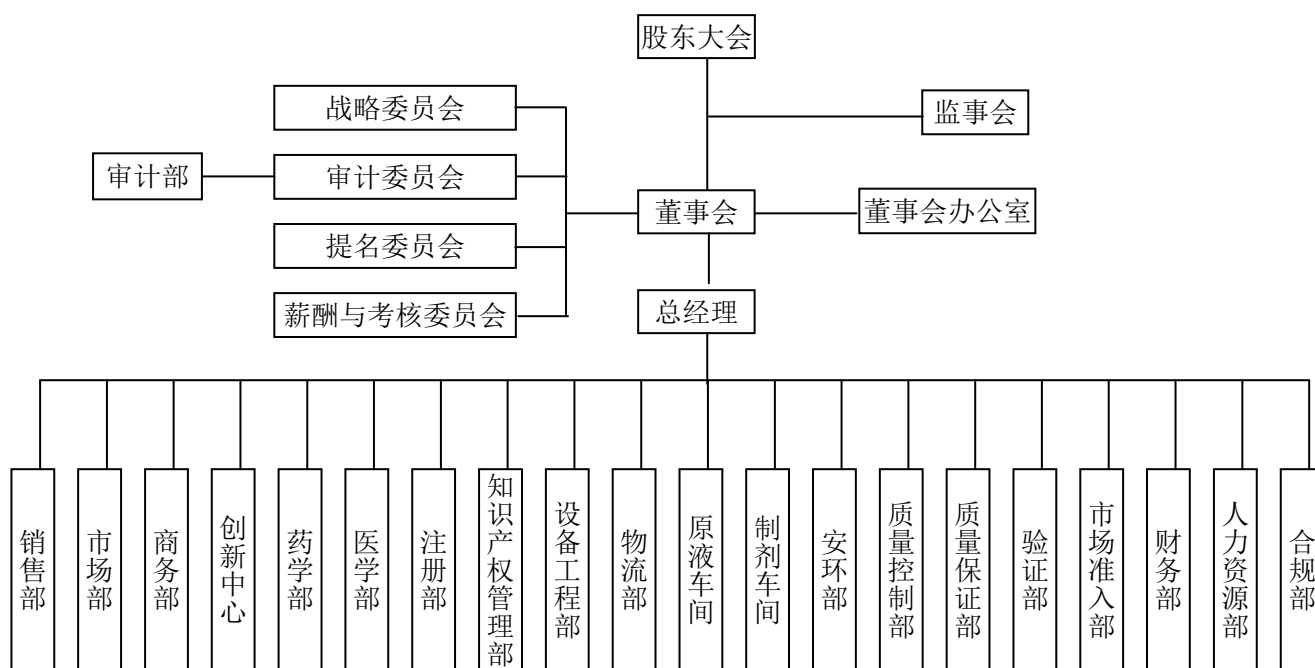 股东大会
战略委员会
监事会
审计部
审计委员会
董事会
董事会办公室
提名委员会
薪酬与考核委员会
总经理
销售部
市场部
商务部
创新中心
药学部
医学部
注册部
知识产权管理部
设备工程部
物流部
原液车间
制剂车间
安环部
质量控制部
质量保证部
验证部
市场准入部
财务部
人力资源部
合规部